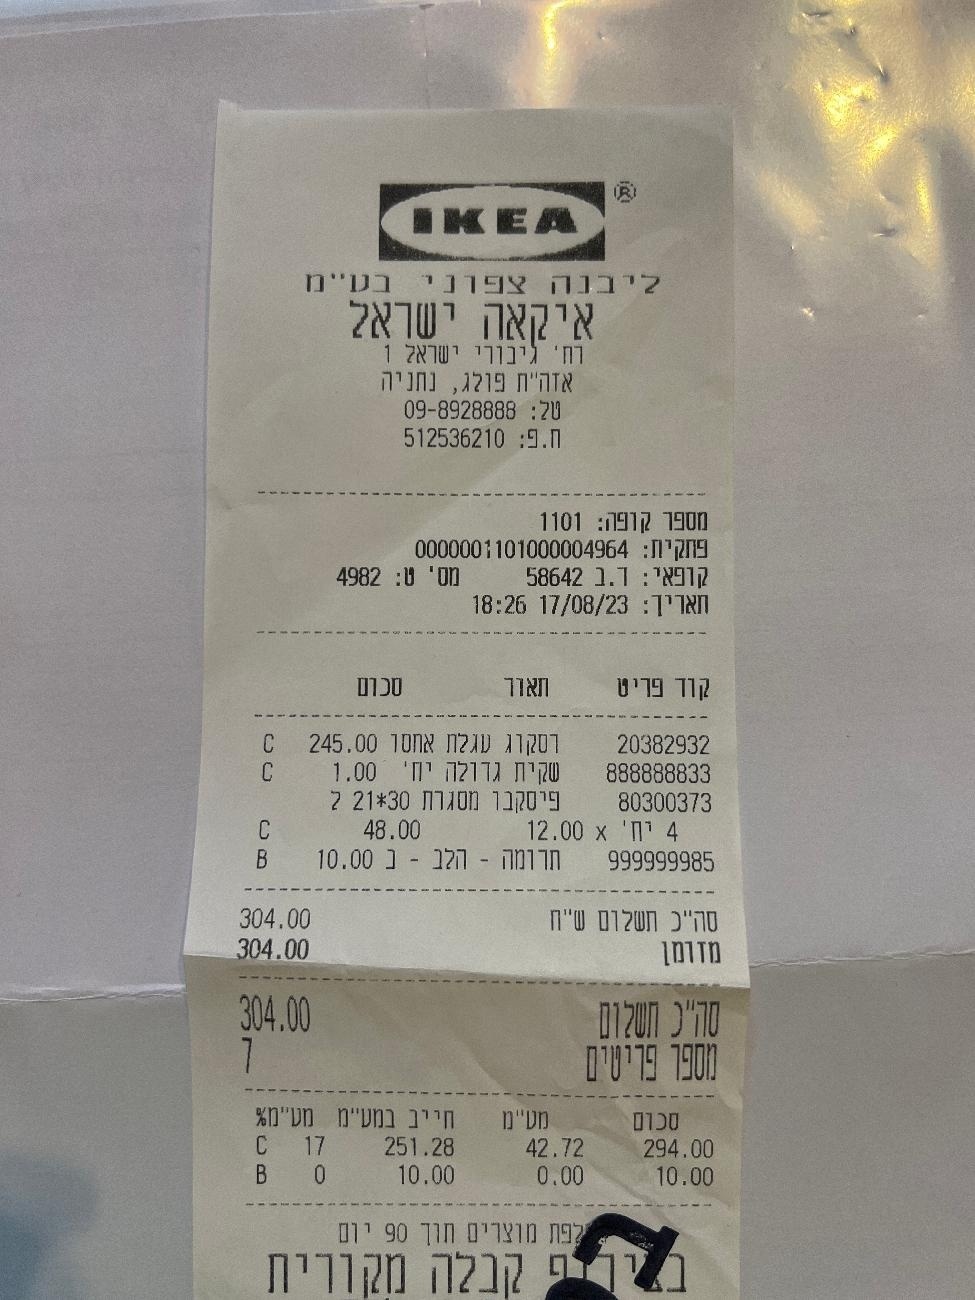 IKEA ®
ליבנה צפוני בט"מ
איקאה ישראל
רח' גיבורי ישראל 1
אזה"ת פולג, נתניה
טל: 09-8928888
ח.פ: 512536210
מספר קופה: 1101
פתקית: 0000001101000004964
קופאי: ד.ב 58642 מס' ט: 4982
תאריך: 17/08/23 18:26
קוד פריט תאור סכום
20382932 רסקוג עגלת אחסו 245.00 C
888888833 שקית גדולה יח' 1.00 C
80300373 פיסקבו מסגרת 30*21 ל
4 יח' x 12.00 48.00 C
999999985 תרומה - הלב - נ 10.00 B
סה"כ תשלום ש"ח 304.00
מזומן 304.00
סה"כ תשלום 304.00
מספר פריטים 7
סכום מע"מ חייב במע"מ מע"מ%
294.00 42.72 251.28 17 C
10.00 0.00 10.00 0 B
מוצרים תוך 90 יום
קבלה מקורית